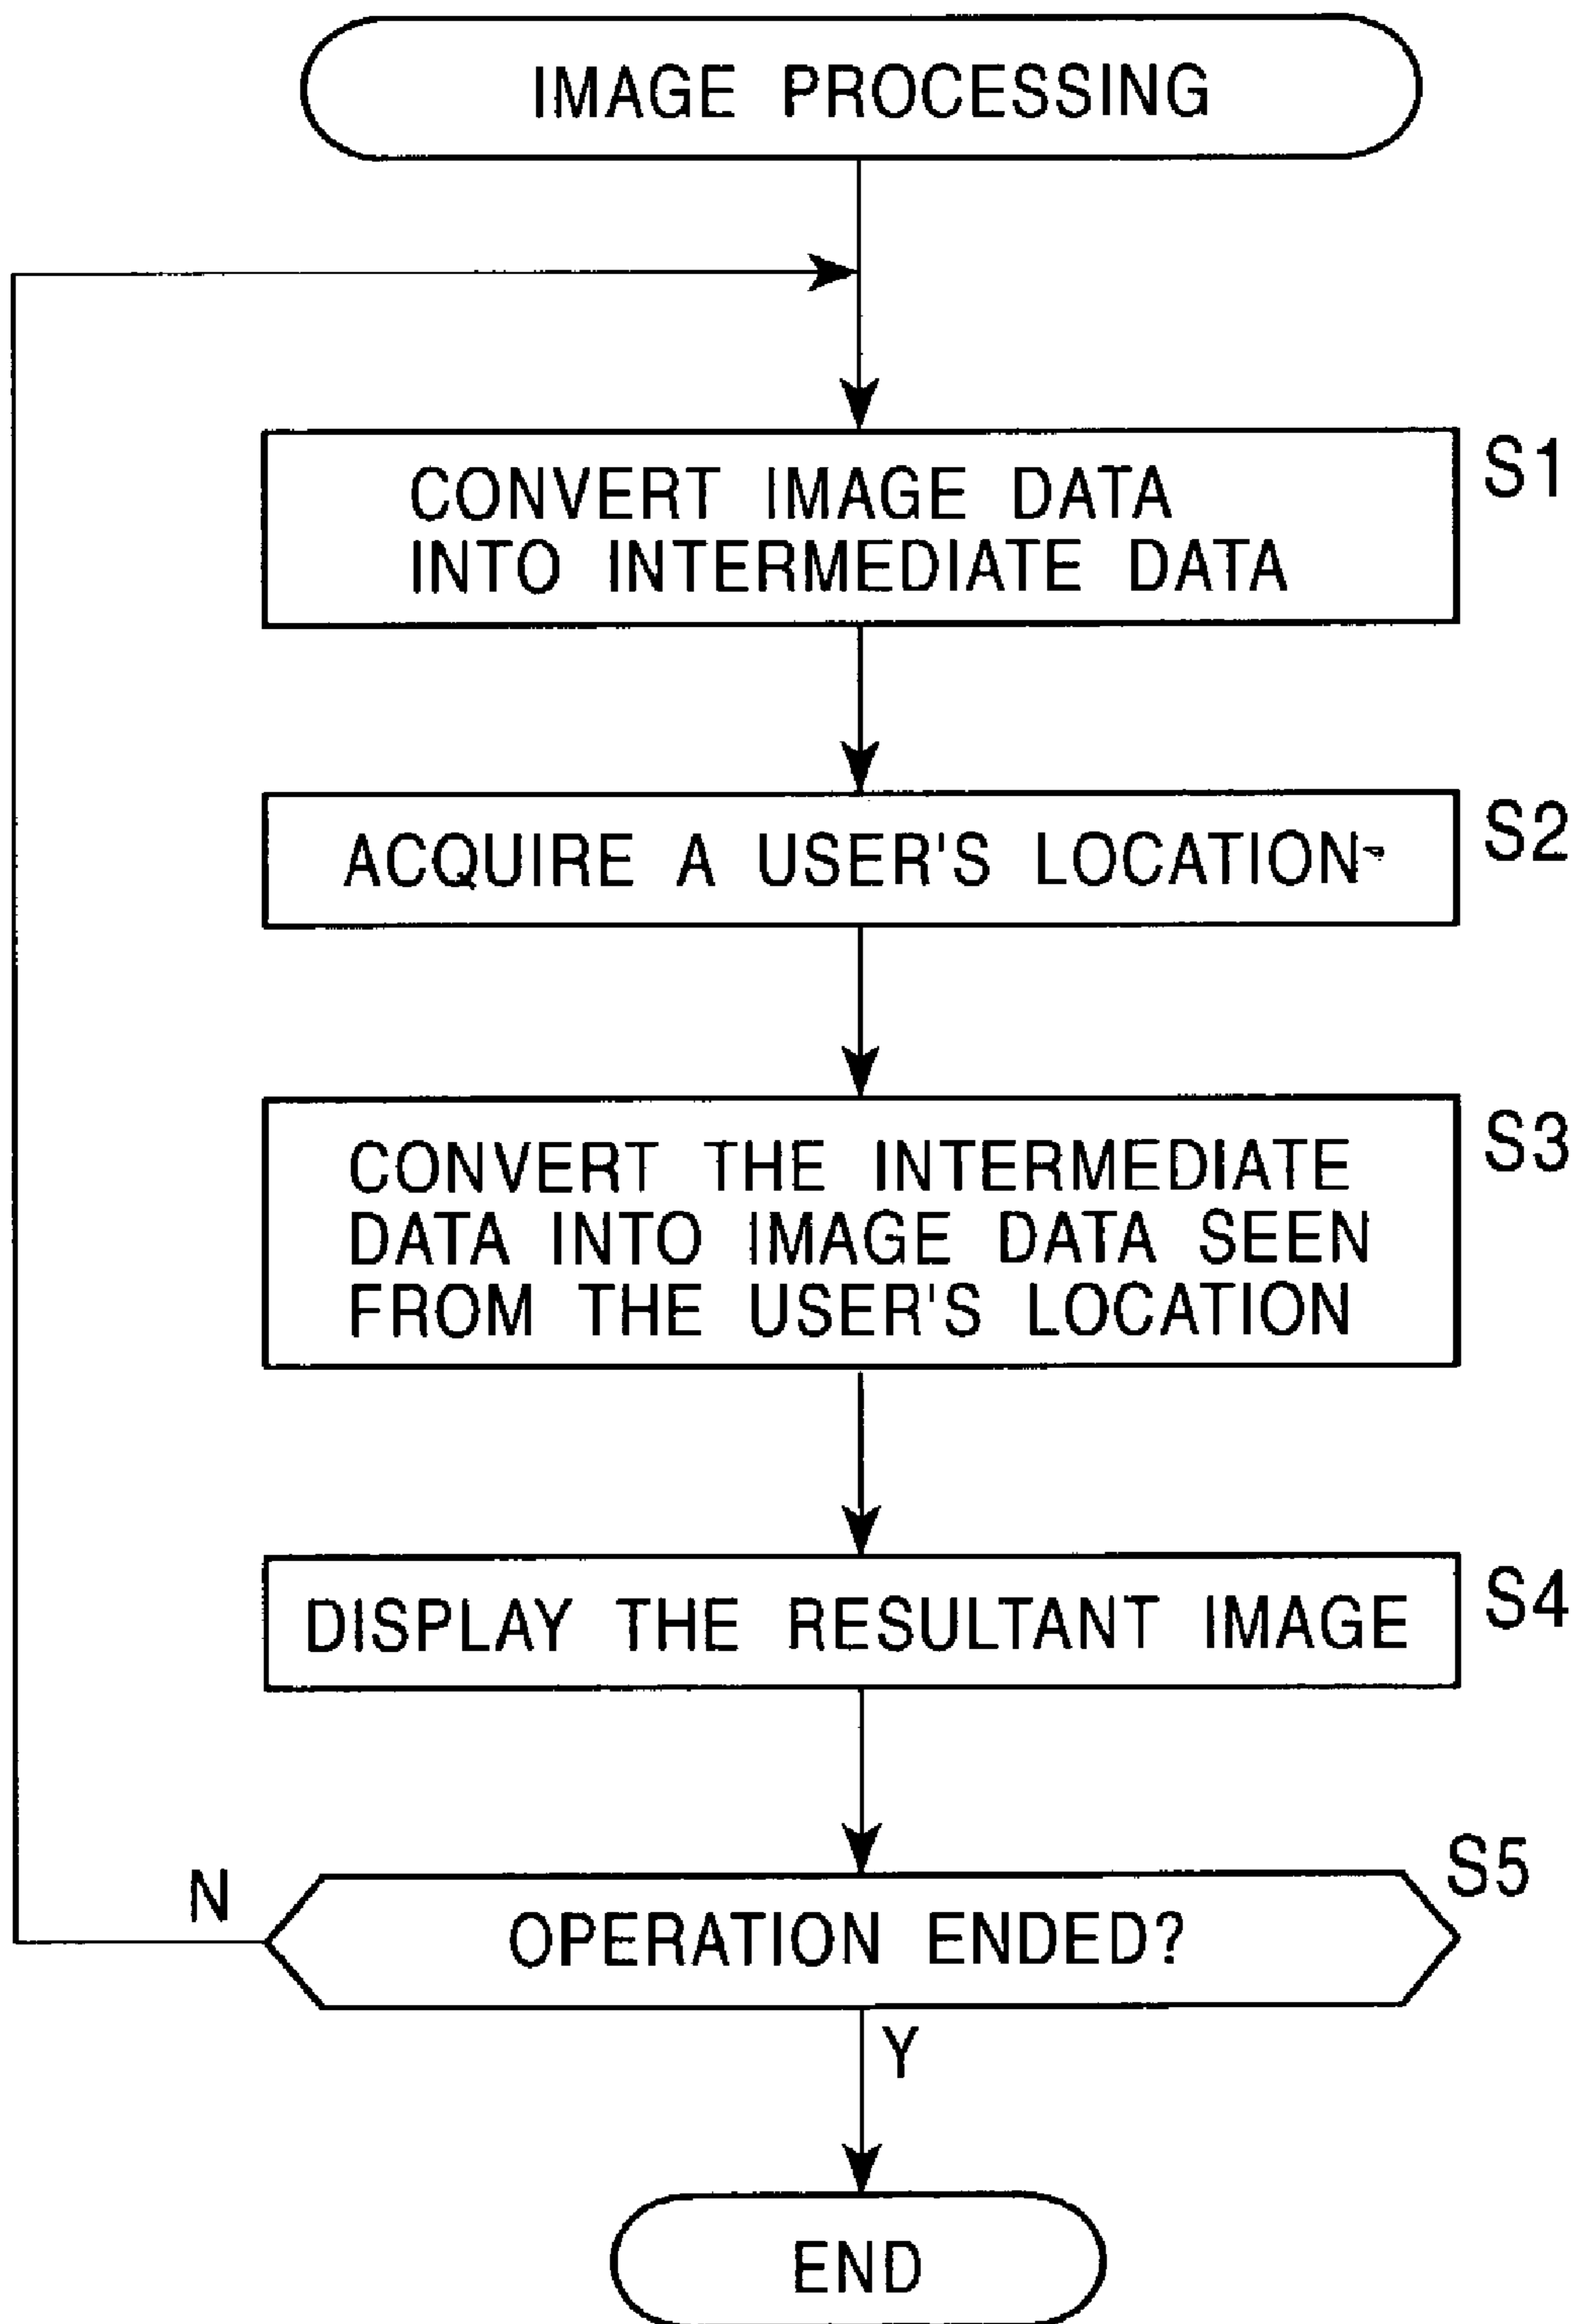 IMAGE PROCESSING
CONVERT IMAGE DATA
INTO INTERMEDIATE DATA
S1
ACQUIRE A USER'S LOCATION
S2
CONVERT THE INTERMEDIATE
DATA INTO IMAGE DATA SEEN
FROM THE USER'S LOCATION
S3
DISPLAY THE RESULTANT IMAGE
S4
OPERATION ENDED?
S5
N
Y
END